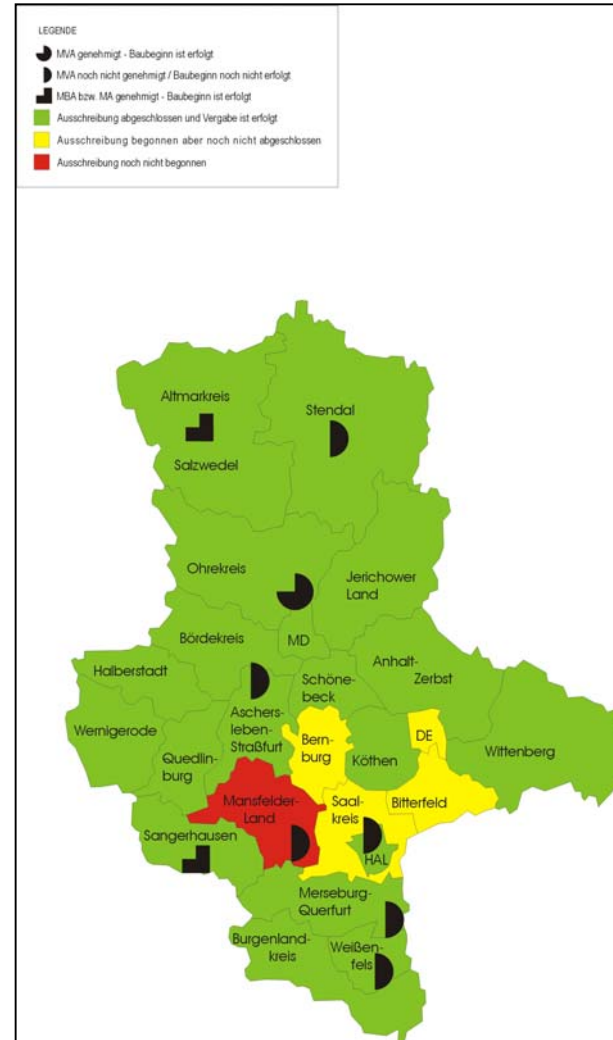 LEGENDE
MVA genehmigt - Baubeginn ist erfolgt
MVA noch nicht genehmigt / Baubeginn noch nicht erfolgt
MBA bzw. MA genehmigt - Baubeginn ist erfolgt
Ausschreibung abgeschlossen und Vergabe ist erfolgt
Ausschreibung begonnen aber noch nicht abgeschlossen
Ausschreibung noch nicht begonnen
Altmarkreis
Salzwedel
Stendal
Ohrekreis
Jerichower
Land
Bördekreis
MD
Halberstadt
Schöne-
beck
Anhalt-
Zerbst
Wernigerode
Aschers-
leben-
Straßfurt
Quedlin-
burg
Bern-
burg
Köthen
DE
Wittenberg
Mansfelder-
Land
Saal-
kreis
Bitterfeld
Sangerhausen
HAL
Merseburg-
Querfurt
Burgenland-
kreis
Weißen-
fels